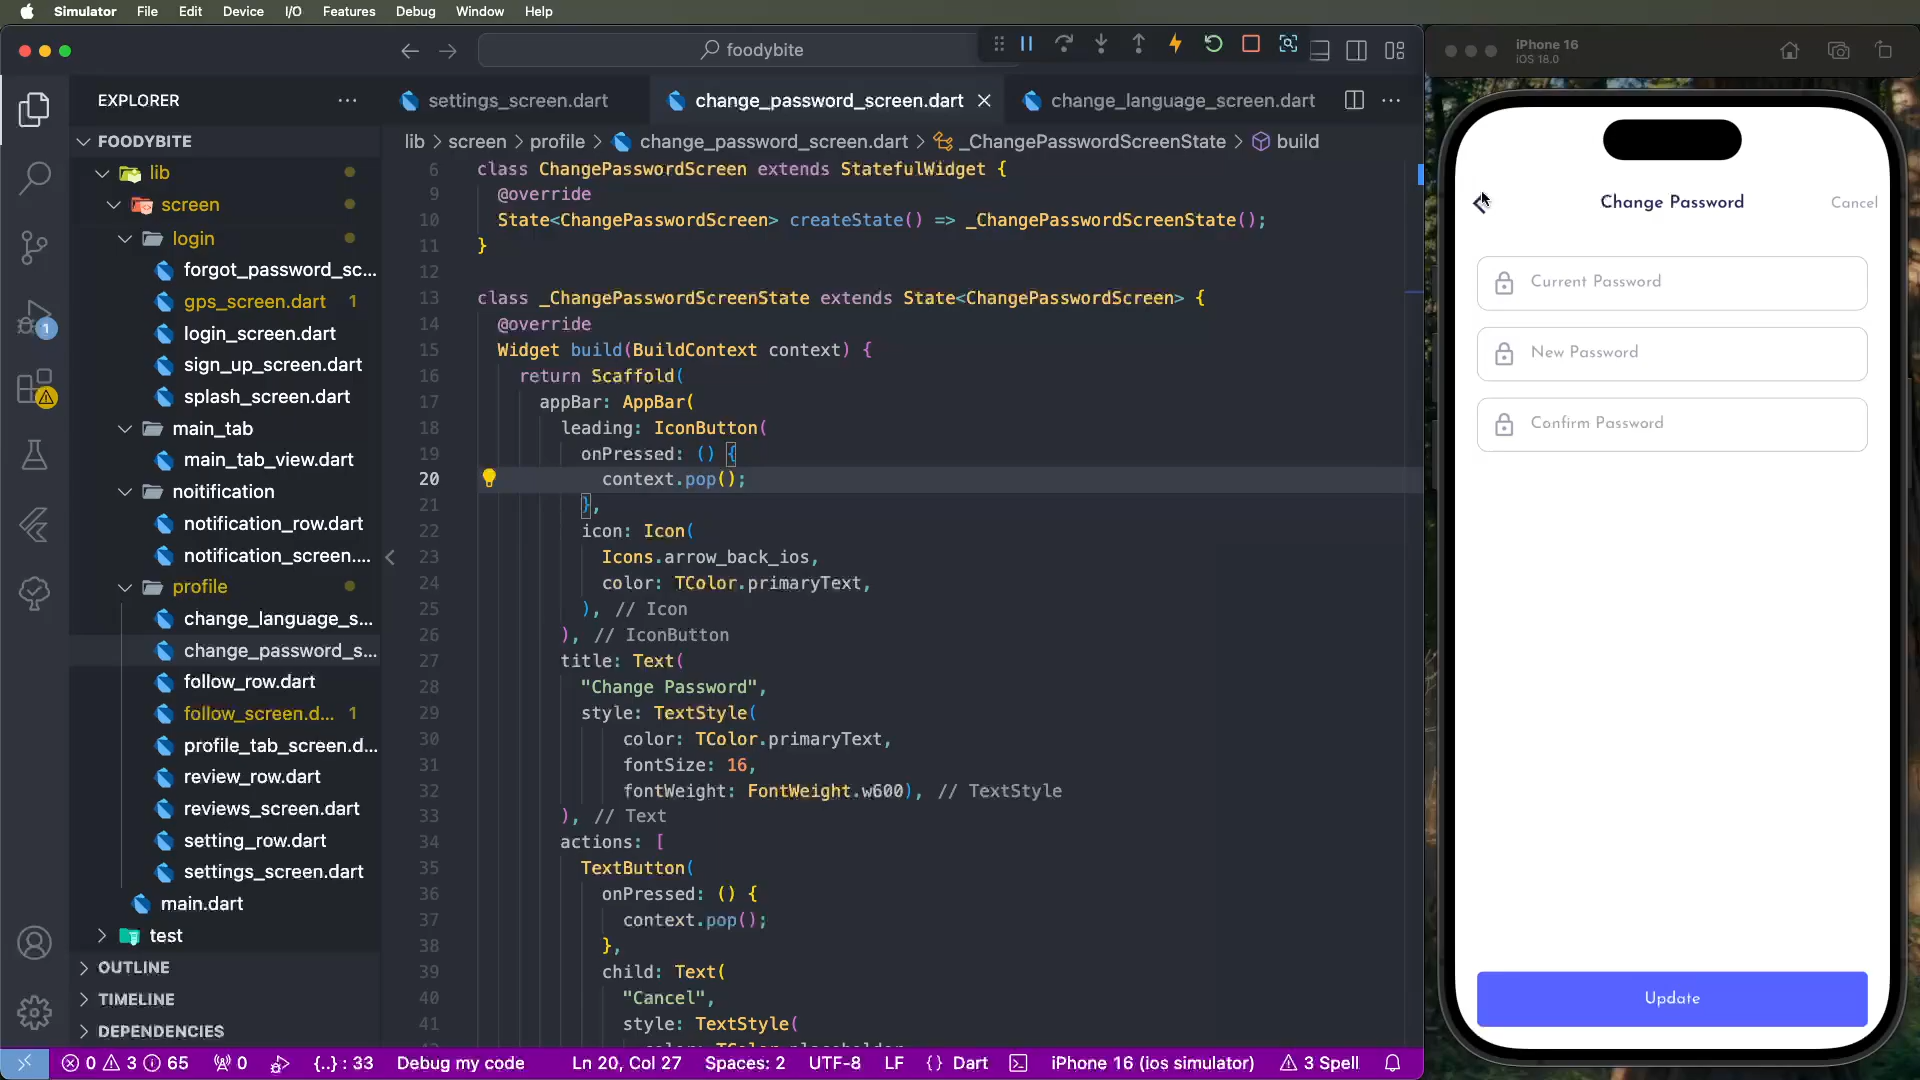 Simulator File Edit Device I/O Features Debug Window Help
foodybite
iPhone 16
iOS 18.0
EXPLORER
settings_screen.dart
change_password_screen.dart
change_language_screen.dart
FOODYBITE
lib > screen > profile > change_password_screen.dart > _ChangePasswordScreenState > build
lib
screen
login
forgot_password_sc...
gps_screen.dart 1
login_screen.dart
sign_up_screen.dart
splash_screen.dart
main_tab
main_tab_view.dart
noitification
notification_row.dart
notification_screen....
profile
change_language_s...
change_password_s...
follow_row.dart
follow_screen.d... 1
profile_tab_screen.d...
review_row.dart
reviews_screen.dart
setting_row.dart
settings_screen.dart
main.dart
test
OUTLINE
TIMELINE
DEPENDENCIES
1
6 class ChangePasswordScreen extends StatefulWidget {
9 @override
10 State<ChangePasswordScreen> createState() => _ChangePasswordScreenState();
11 }
12
13 class _ChangePasswordScreenState extends State<ChangePasswordScreen> {
14 @override
15 Widget build(BuildContext context) {
16 return Scaffold(
17 appBar: AppBar(
18 leading: IconButton(
19 onPressed: () {
20 context.pop();
21 },
22 icon: Icon(
23 Icons.arrow_back_ios,
24 color: TColor.primaryText,
25 ), // Icon
26 ), // IconButton
27 title: Text(
28 "Change Password",
29 style: TextStyle(
30 color: TColor.primaryText,
31 fontSize: 16,
32 fontWeight: FontWeight.w600), // TextStyle
33 ), // Text
34 actions: [
35 TextButton(
36 onPressed: () {
37 context.pop();
38 },
39 child: Text(
40 "Cancel",
41 style: TextStyle(
Change Password
Cancel
Current Password
New Password
Confirm Password
Update
0 3 65 0 {..} : 33 Debug my code Ln 20, Col 27 Spaces: 2 UTF-8 LF {} Dart iPhone 16 (ios simulator) 3 Spell